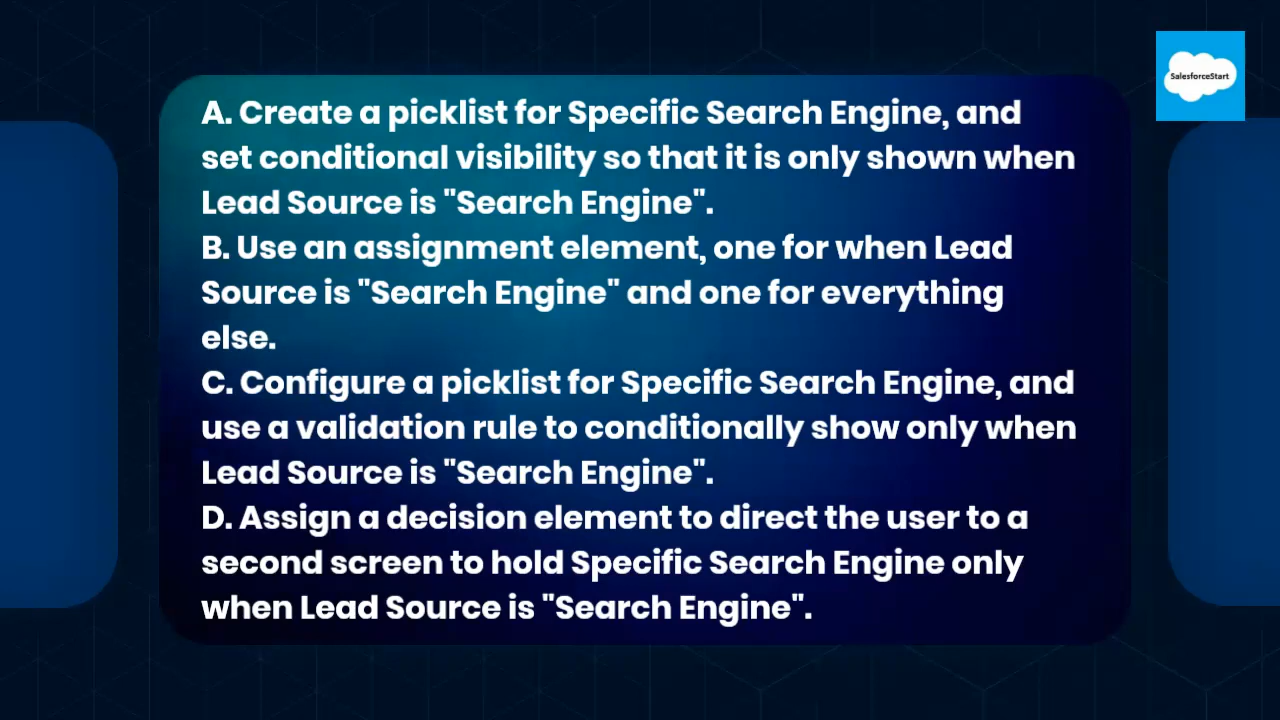 SalesforceStart
A. Create a picklist for Specific Search Engine, and
set conditional visibility so that it is only shown when
Lead Source is "Search Engine".
B. Use an assignment element, one for when Lead
Source is "Search Engine" and one for everything
else.
C. Configure a picklist for Specific Search Engine, and
use a validation rule to conditionally show only when
Lead Source is "Search Engine".
D. Assign a decision element to direct the user to a
second screen to hold Specific Search Engine only
when Lead Source is "Search Engine".